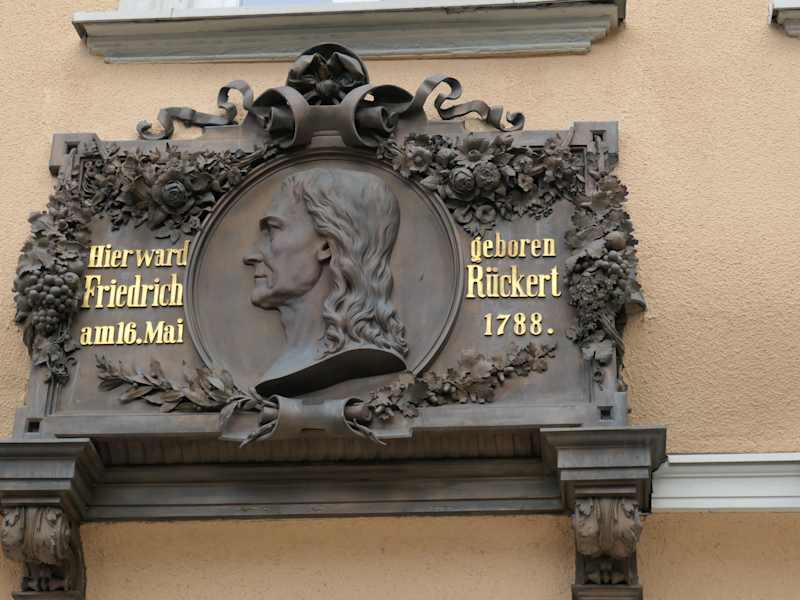 Hier ward geboren
Friedrich Rückert
am 16. Mai 1788.